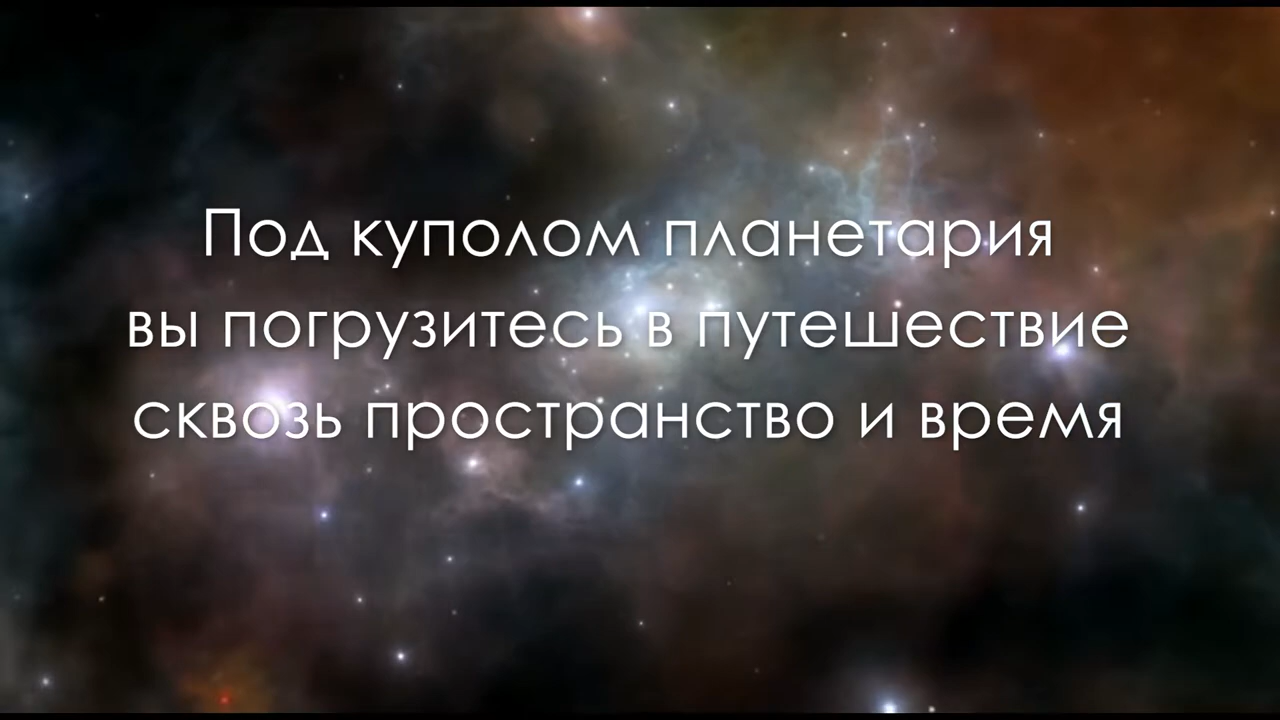 Под куполом планетария
вы погрузитесь в путешествие
сквозь пространство и время